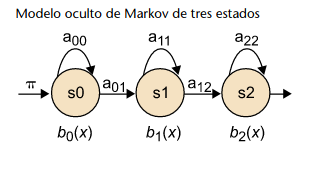 Modelo oculto de Markov de tres estados
a00 a11 a22
π s0 a01 s1 a12 s2
b0(x) b1(x) b2(x)